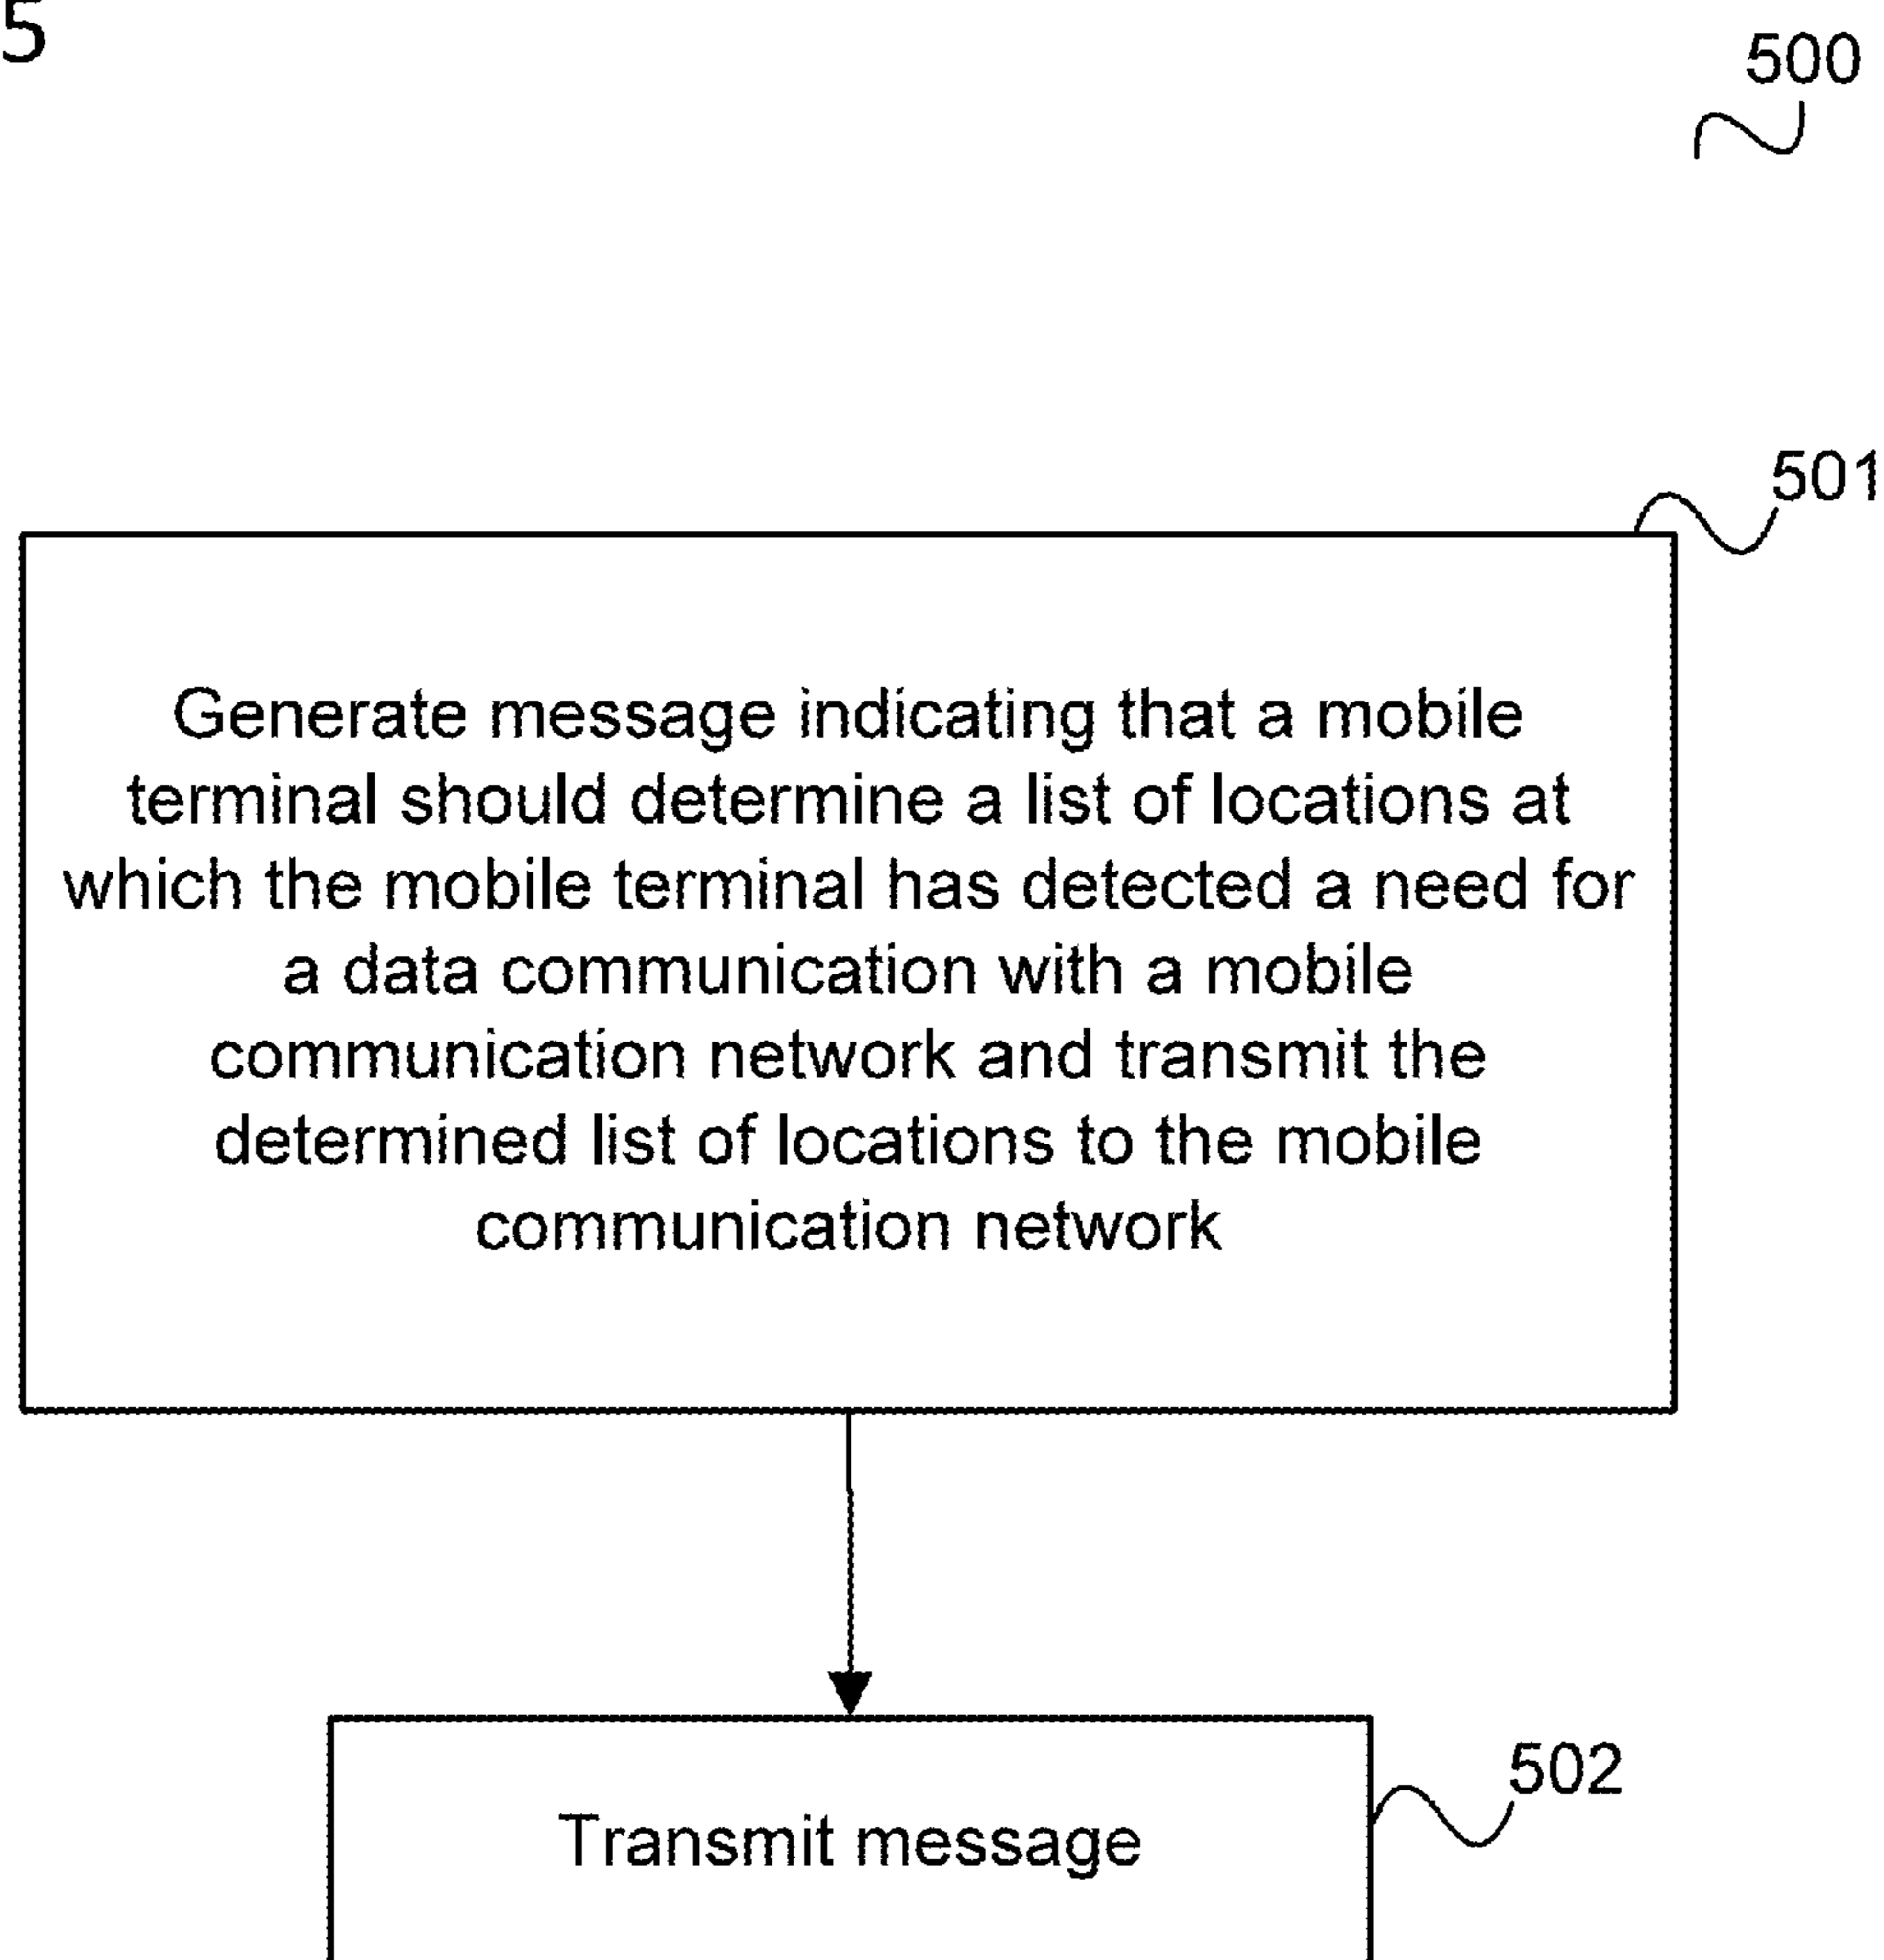 5
500
501
Generate message indicating that a mobile
terminal should determine a list of locations at
which the mobile terminal has detected a need for
a data communication with a mobile
communication network and transmit the
determined list of locations to the mobile
communication network
502
Transmit message